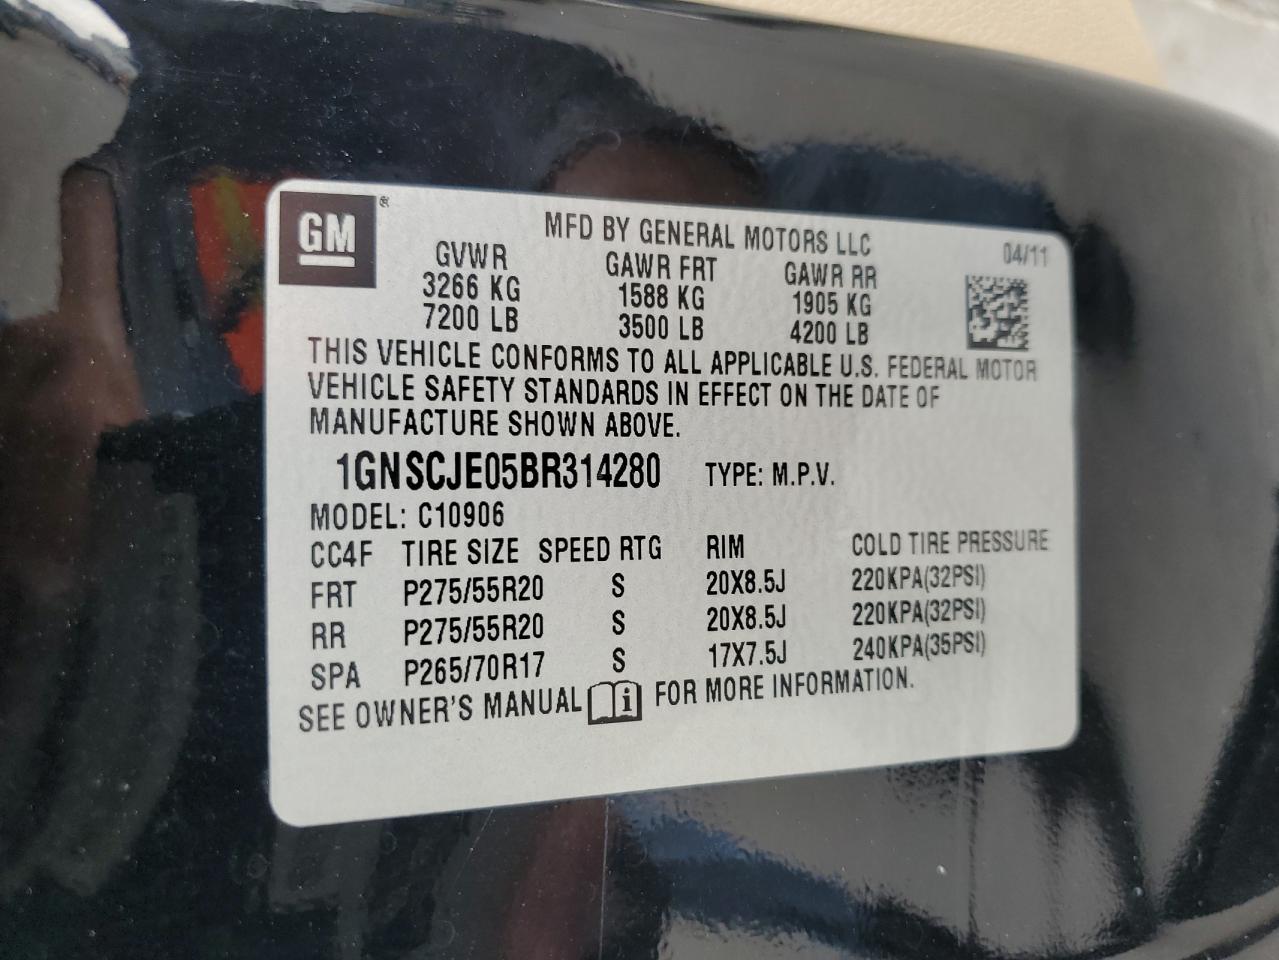 GM ®
MFD BY GENERAL MOTORS LLC
04/11
GVWR GAWR FRT GAWR RR
3266 KG 1588 KG 1905 KG
7200 LB 3500 LB 4200 LB
THIS VEHICLE CONFORMS TO ALL APPLICABLE U.S. FEDERAL MOTOR
VEHICLE SAFETY STANDARDS IN EFFECT ON THE DATE OF
MANUFACTURE SHOWN ABOVE.
1GNSCJE05BR314280 TYPE: M.P.V.
MODEL: C10906
CC4F TIRE SIZE SPEED RTG RIM COLD TIRE PRESSURE
FRT P275/55R20 S 20X8.5J 220KPA(32PSI)
RR P275/55R20 S 20X8.5J 220KPA(32PSI)
SPA P265/70R17 S 17X7.5J 240KPA(35PSI)
SEE OWNER'S MANUAL i FOR MORE INFORMATION.